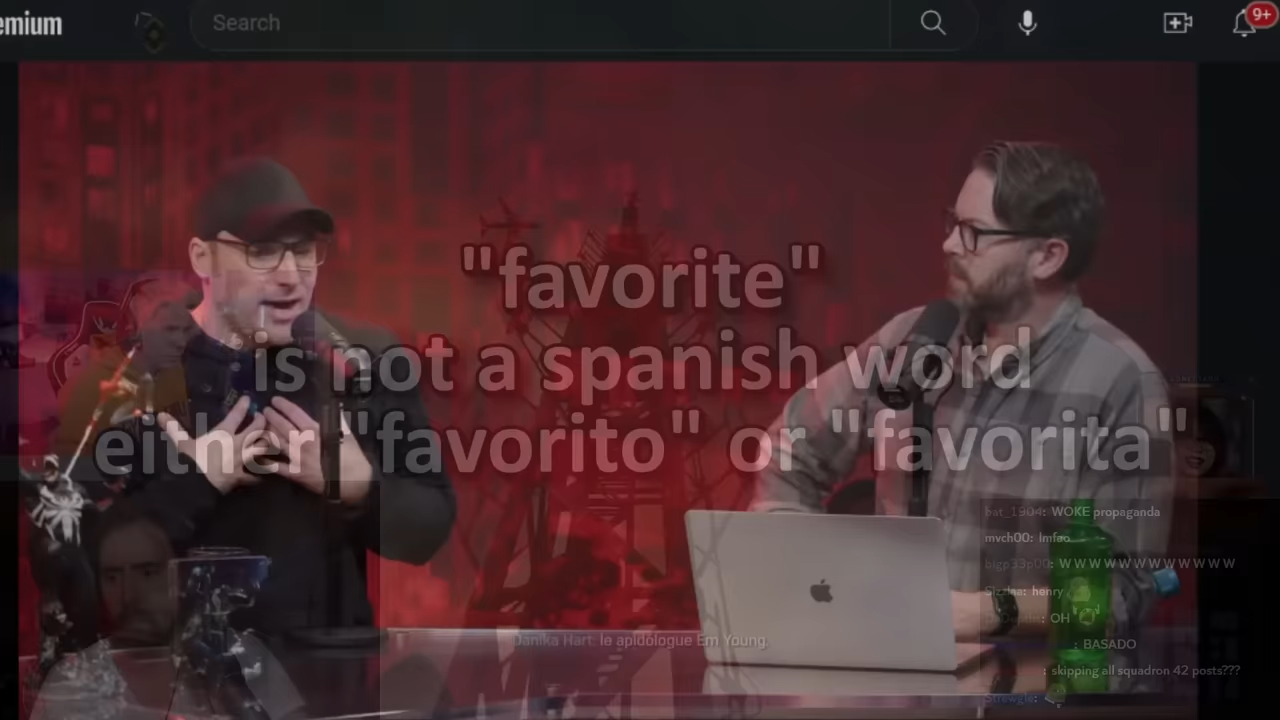 emium
Search
9+
"favorite"
is not a spanish word
either "favorito" or "favorita"
bat_1904: WOKE propaganda
mvch00: lmfao
W W W W W W W W W W W W
henry
: OH
: BASADO
Danika Hart: le apidologue Em Young.
: skipping all squadron 42 posts???